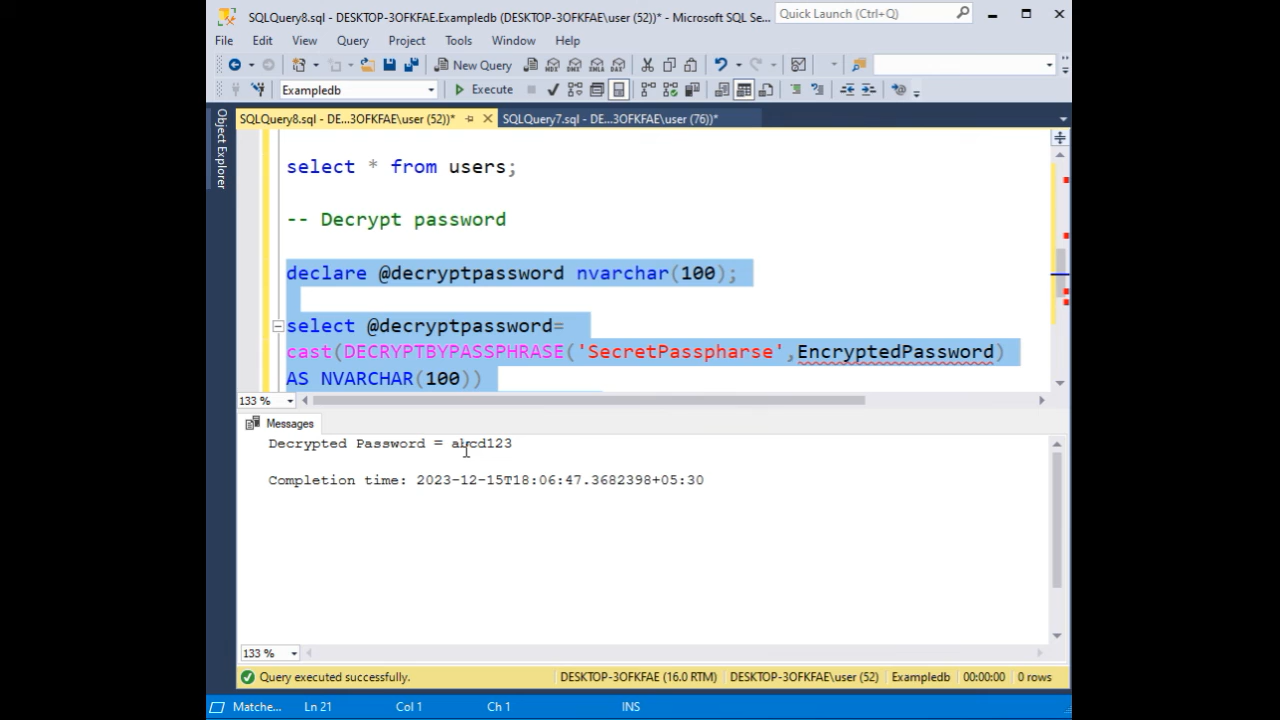 SQLQuery8.sql - DESKTOP-3OFKFAE.Exampledb (DESKTOP-3OFKFAE\user (52))* - Microsoft SQL Se...
Quick Launch (Ctrl+Q)
File Edit View Query Project Tools Window Help
New Query
Exampledb
Execute
SQLQuery8.sql - DE...3OFKFAE\user (52))*
SQLQuery7.sql - DE...3OFKFAE\user (76))*
Object Explorer
select * from users;
-- Decrypt password
declare @decryptpassword nvarchar(100);
select @decryptpassword=
cast(DECRYPTBYPASSPHRASE('SecretPasspharse',EncryptedPassword)
AS NVARCHAR(100))
133 %
Messages
Decrypted Password = abcd123
Completion time: 2023-12-15T18:06:47.3682398+05:30
133 %
Query executed successfully.
DESKTOP-3OFKFAE (16.0 RTM)
DESKTOP-3OFKFAE\user (52)
Exampledb
00:00:00
0 rows
Matche...
Ln 21
Col 1
Ch 1
INS